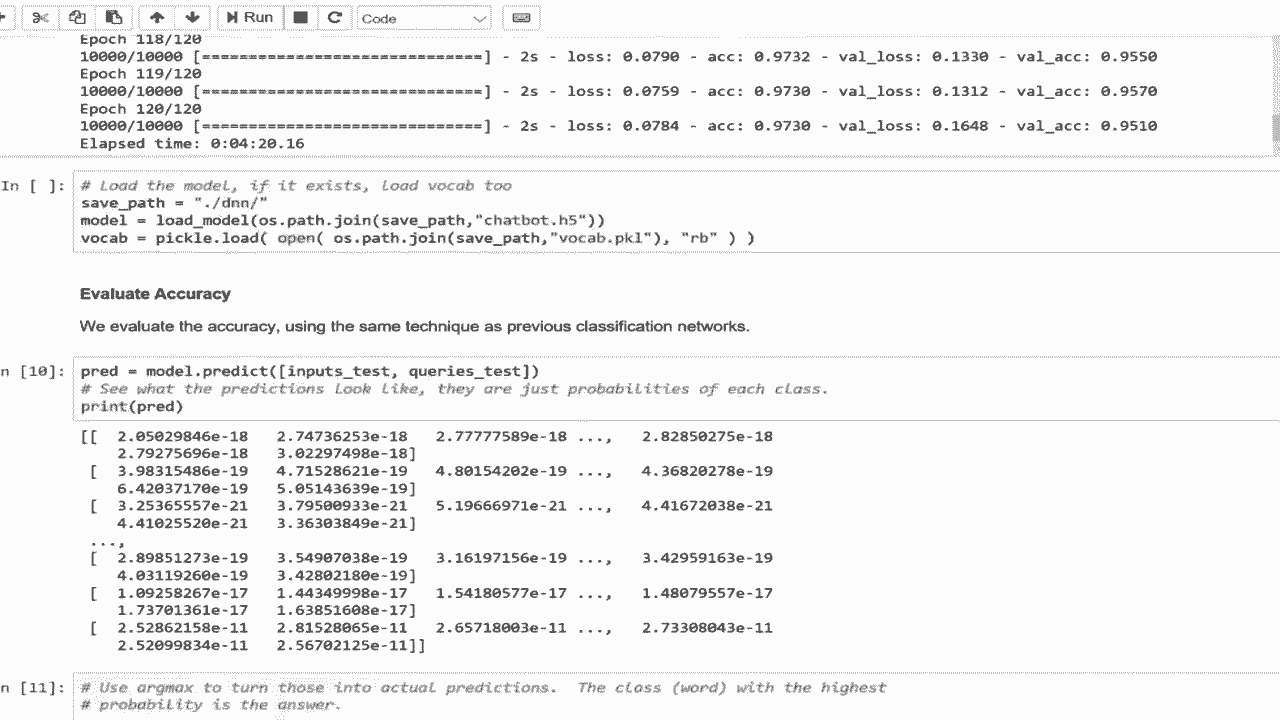 Run
Code
Epoch 118/120
10000/10000 [==============================] - 2s - loss: 0.0790 - acc: 0.9732 - val_loss: 0.1330 - val_acc: 0.9550
Epoch 119/120
10000/10000 [==============================] - 2s - loss: 0.0759 - acc: 0.9730 - val_loss: 0.1312 - val_acc: 0.9570
Epoch 120/120
10000/10000 [==============================] - 2s - loss: 0.0784 - acc: 0.9730 - val_loss: 0.1648 - val_acc: 0.9510
Elapsed time: 0:04:20.16
In [ ]: # Load the model, if it exists, load vocab too
save_path = "./dnn/"
model = load_model(os.path.join(save_path,"chatbot.h5"))
vocab = pickle.load( open( os.path.join(save_path,"vocab.pkl"), "rb" ) )
Evaluate Accuracy
We evaluate the accuracy, using the same technique as previous classification networks.
n [10]: pred = model.predict([inputs_test, queries_test])
# See what the predictions look like, they are just probabilities of each class.
print(pred)
[[ 2.05029846e-18 2.74736253e-18 2.77777589e-18 ..., 2.82850275e-18
2.79275696e-18 3.02297498e-18]
[ 3.98315486e-19 4.71528621e-19 4.80154202e-19 ..., 4.36820278e-19
6.42037170e-19 5.05143639e-19]
[ 3.25365557e-21 3.79500933e-21 5.19666971e-21 ..., 4.41672038e-21
4.41025520e-21 3.36303849e-21]
...,
[ 2.89851273e-19 3.54907038e-19 3.16197156e-19 ..., 3.42959163e-19
4.03119260e-19 3.42802180e-19]
[ 1.09258267e-17 1.44349998e-17 1.54180577e-17 ..., 1.48079557e-17
1.73701361e-17 1.63851608e-17]
[ 2.52862158e-11 2.81528065e-11 2.65718003e-11 ..., 2.73308043e-11
2.52099834e-11 2.56702125e-11]]
n [11]: # Use argmax to turn those into actual predictions. The class (word) with the highest
# probability is the answer.